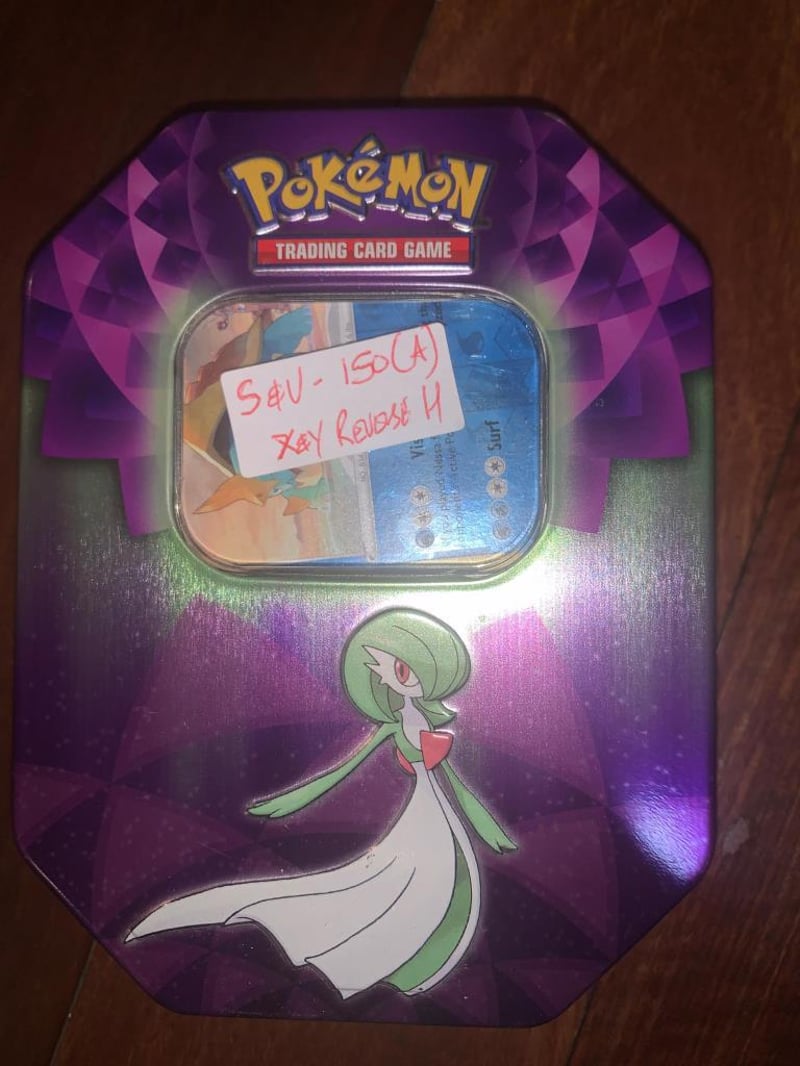 POKéMON
TRADING CARD GAME
S&V - 150(A)
X&Y REVERSE H
Surf